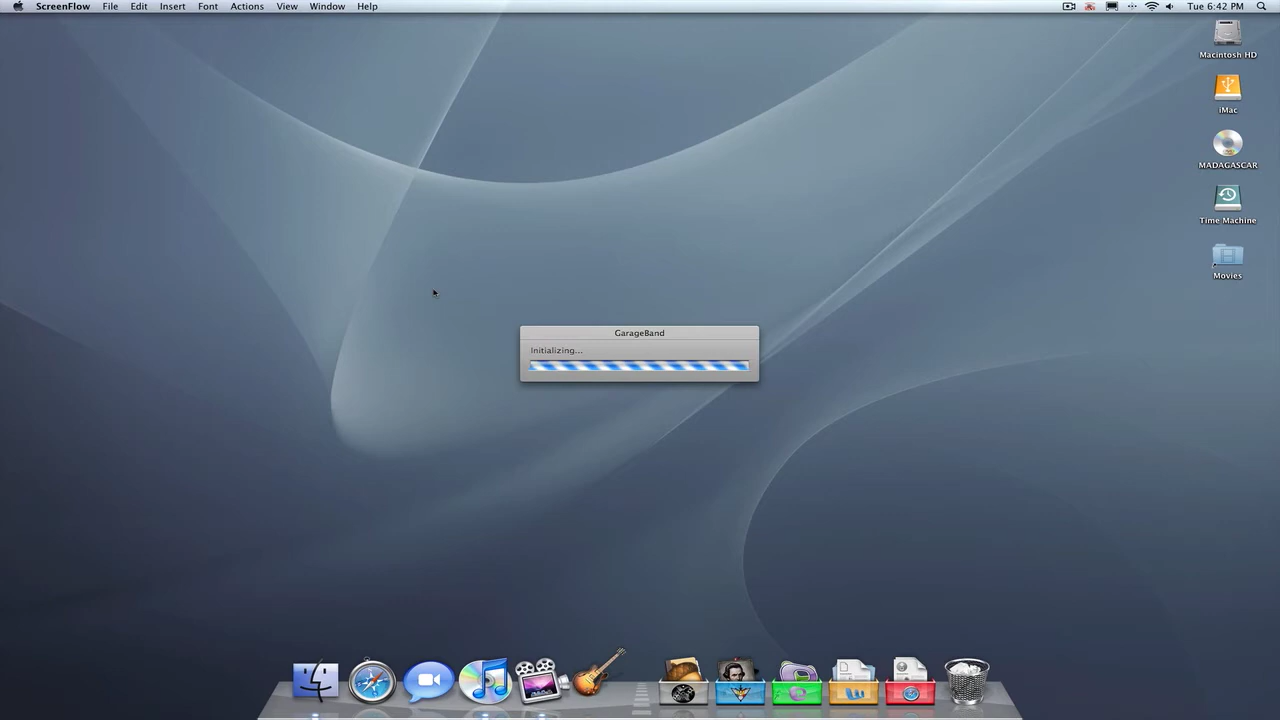 ScreenFlow File Edit Insert Font Actions View Window Help
Tue 6:42 PM
Macintosh HD
iMac
MADAGASCAR
Time Machine
Movies
GarageBand
Initializing...